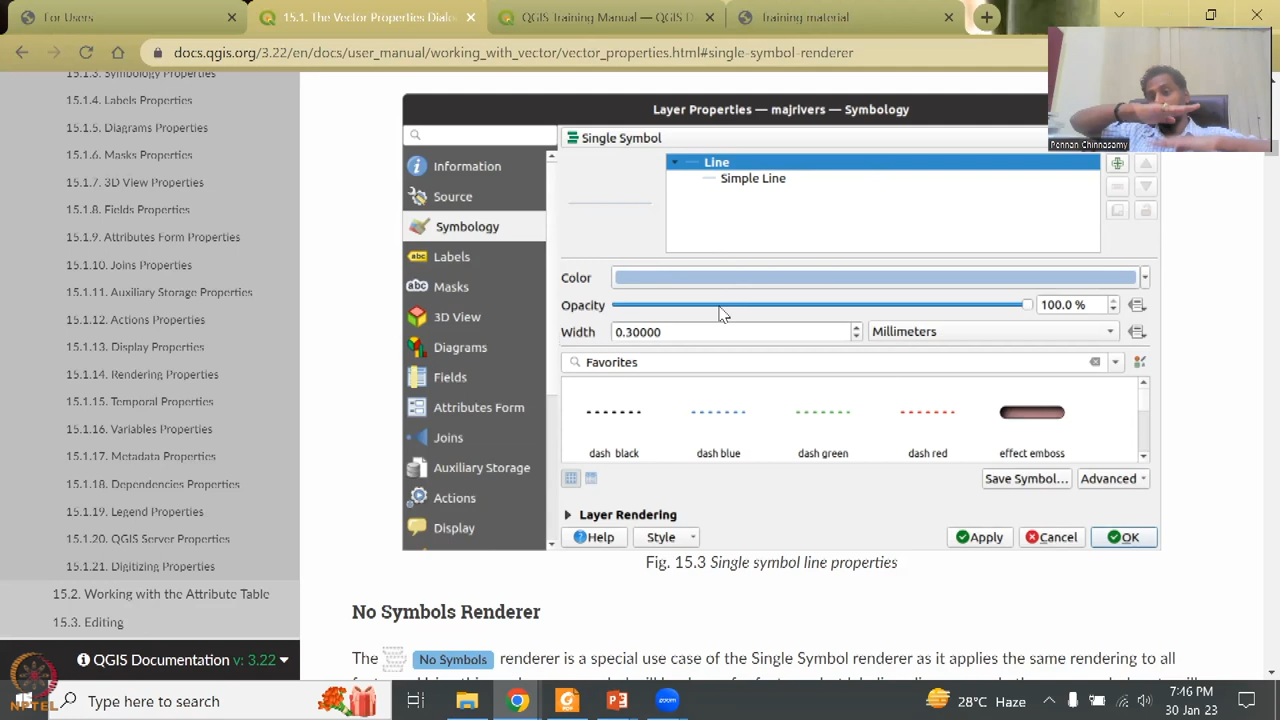 For Users
15.1. The Vector Properties Dialo
QGIS Training Manual — QGIS D
Training material
docs.qgis.org/3.22/en/docs/user_manual/working_with_vector/vector_properties.html#single-symbol-renderer
15.1.3. Symbology Properties
15.1.4. Labels Properties
15.1.5. Diagrams Properties
15.1.6. Masks Properties
15.1.7. 3D View Properties
15.1.8. Fields Properties
15.1.9. Attributes Form Properties
15.1.10. Joins Properties
15.1.11. Auxiliary Storage Properties
15.1.12. Actions Properties
15.1.13. Display Properties
15.1.14. Rendering Properties
15.1.15. Temporal Properties
15.1.16. Variables Properties
15.1.17. Metadata Properties
15.1.18. Dependencies Properties
15.1.19. Legend Properties
15.1.20. QGIS Server Properties
15.1.21. Digitizing Properties
15.2. Working with the Attribute Table
15.3. Editing
QGIS Documentation v: 3.22
Layer Properties — majrivers — Symbology
Information
Source
Symbology
Labels
Masks
3D View
Diagrams
Fields
Attributes Form
Joins
Auxiliary Storage
Actions
Display
Single Symbol
Line
Simple Line
Color
Opacity 100.0 %
Width 0.30000 Millimeters
Favorites
dash black dash blue dash green dash red effect emboss
Save Symbol... Advanced
Layer Rendering
Help Style Apply Cancel OK
Fig. 15.3 Single symbol line properties
No Symbols Renderer
The No Symbols renderer is a special use case of the Single Symbol renderer as it applies the same rendering to all
Pennan Chinnasamy
NPTEL
Type here to search
28°C Haze
7:46 PM
30 Jan 23